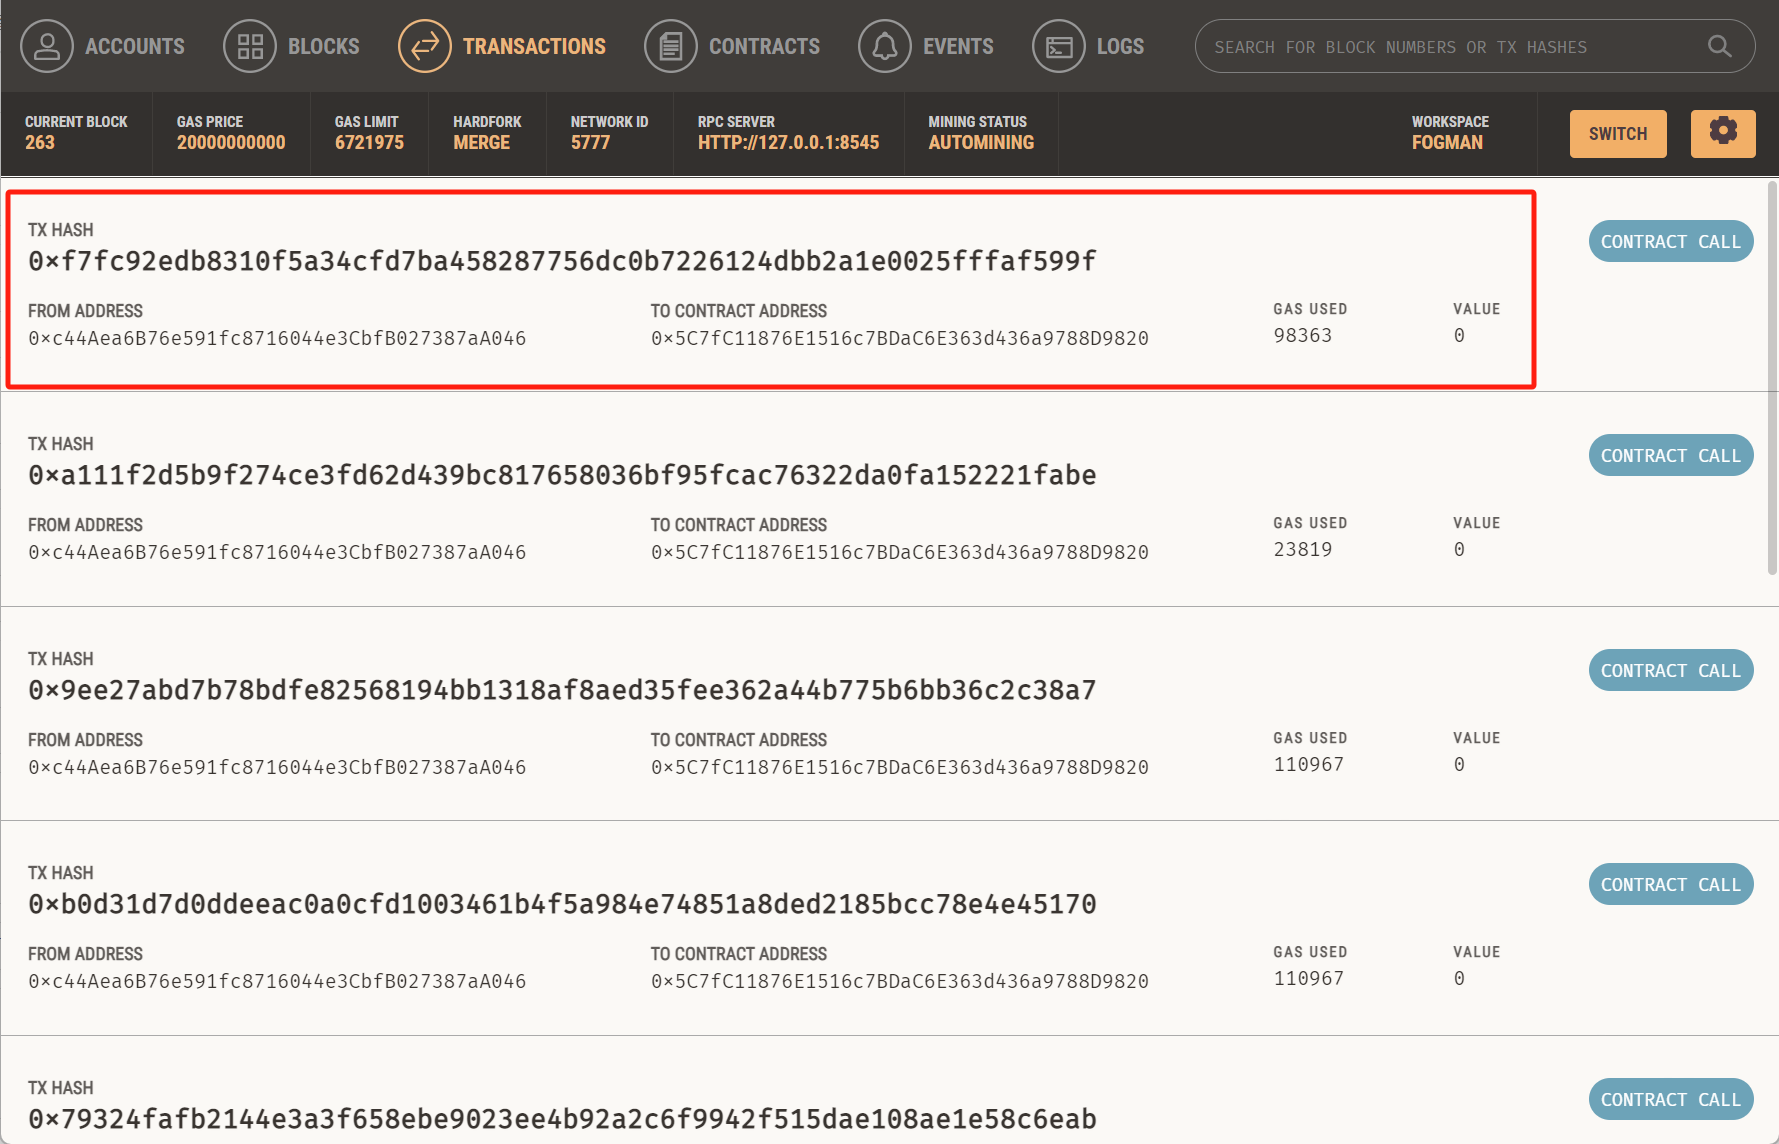 ACCOUNTS BLOCKS TRANSACTIONS CONTRACTS EVENTS LOGS SEARCH FOR BLOCK NUMBERS OR TX HASHES
CURRENT BLOCK GAS PRICE GAS LIMIT HARDFORK NETWORK ID RPC SERVER MINING STATUS WORKSPACE
263 20000000000 6721975 MERGE 5777 HTTP://127.0.0.1:8545 AUTOMINING FOGMAN SWITCH
TX HASH
0×f7fc92edb8310f5a34cfd7ba458287756dc0b7226124dbb2a1e0025fffaf599f CONTRACT CALL
FROM ADDRESS TO CONTRACT ADDRESS GAS USED VALUE
0×c44Aea6B76e591fc8716044e3CbfB027387aA046 0×5C7fC11876E1516c7BDaC6E363d436a9788D9820 98363 0
TX HASH
0×a111f2d5b9f274ce3fd62d439bc817658036bf95fcac76322da0fa152221fabe CONTRACT CALL
FROM ADDRESS TO CONTRACT ADDRESS GAS USED VALUE
0×c44Aea6B76e591fc8716044e3CbfB027387aA046 0×5C7fC11876E1516c7BDaC6E363d436a9788D9820 23819 0
TX HASH
0×9ee27abd7b78bdfe82568194bb1318af8aed35fee362a44b775b6bb36c2c38a7 CONTRACT CALL
FROM ADDRESS TO CONTRACT ADDRESS GAS USED VALUE
0×c44Aea6B76e591fc8716044e3CbfB027387aA046 0×5C7fC11876E1516c7BDaC6E363d436a9788D9820 110967 0
TX HASH
0×b0d31d7d0ddeeac0a0cfd1003461b4f5a984e74851a8ded2185bcc78e4e45170 CONTRACT CALL
FROM ADDRESS TO CONTRACT ADDRESS GAS USED VALUE
0×c44Aea6B76e591fc8716044e3CbfB027387aA046 0×5C7fC11876E1516c7BDaC6E363d436a9788D9820 110967 0
TX HASH
0×79324fafb2144e3a3f658ebe9023ee4b92a2c6f9942f515dae108ae1e58c6eab CONTRACT CALL